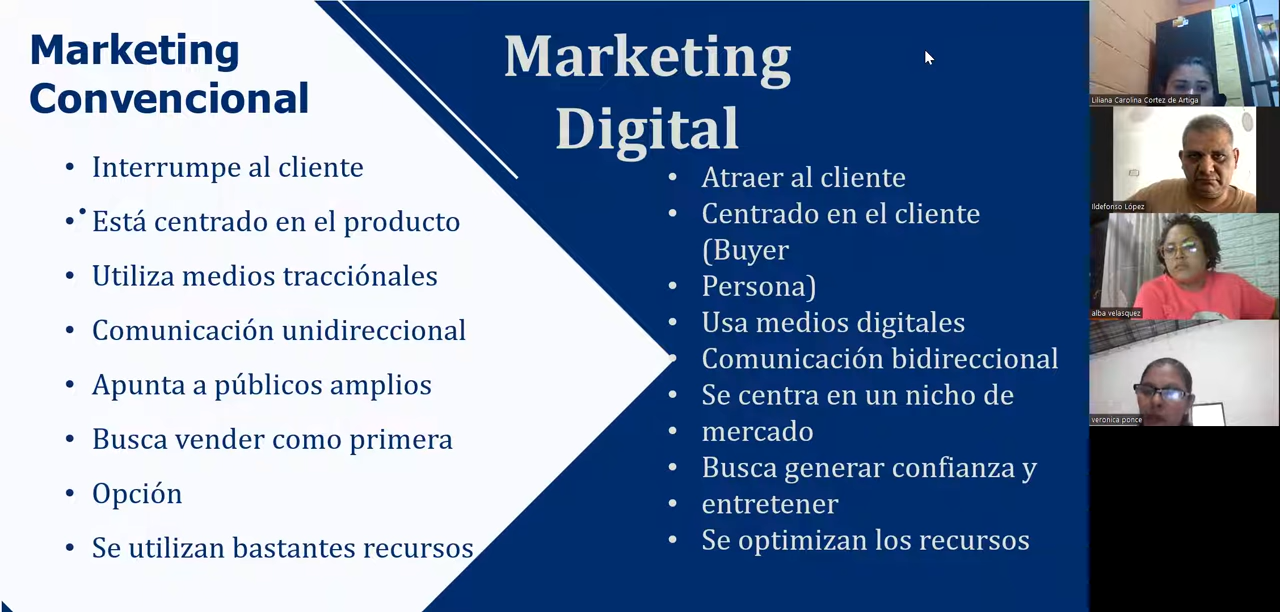 Marketing
Convencional
• Interrumpe al cliente
• Está centrado en el producto
• Utiliza medios tracciónales
• Comunicación unidireccional
• Apunta a públicos amplios
• Busca vender como primera
• Opción
• Se utilizan bastantes recursos
Marketing
Digital
• Atraer al cliente
• Centrado en el cliente
(Buyer
• Persona)
• Usa medios digitales
• Comunicación bidireccional
• Se centra en un nicho de
• mercado
• Busca generar confianza y
• entretener
• Se optimizan los recursos
Liliana Carolina Cortez de Artiga
Ildefonso López
alba velasquez
veronica ponce